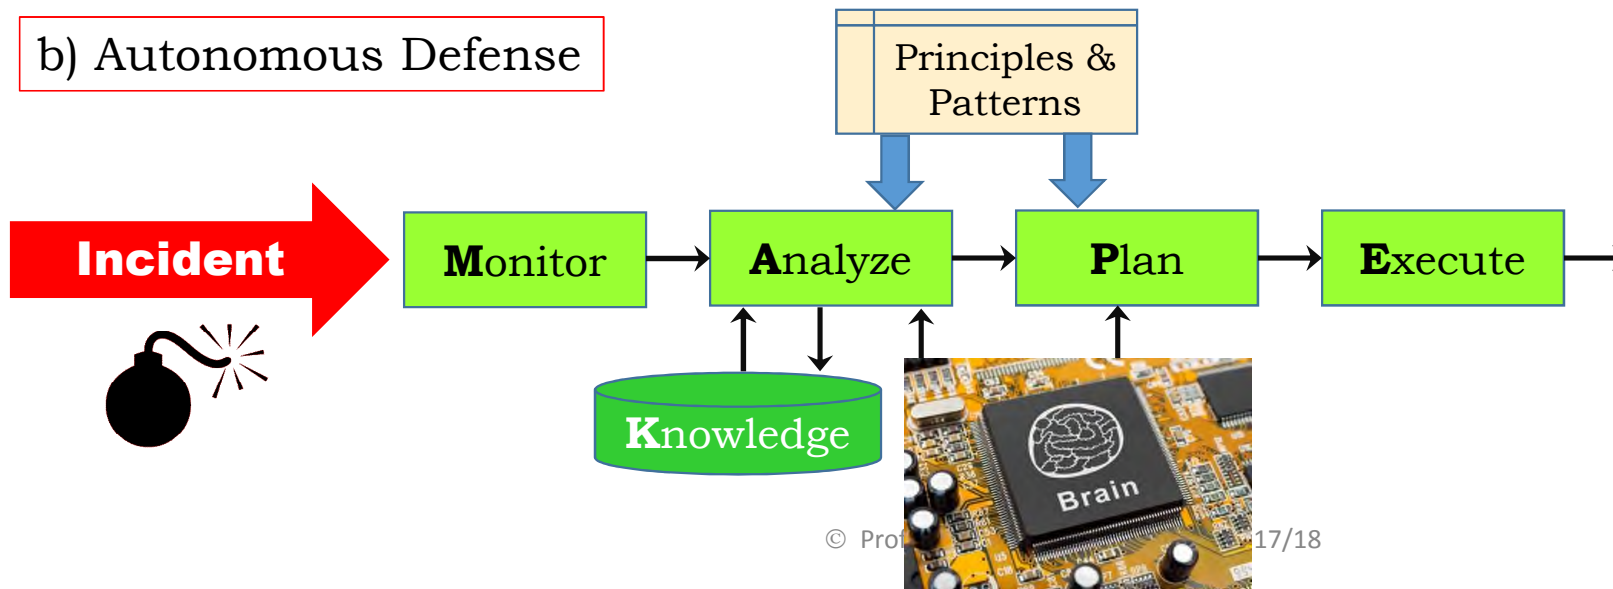 b) Autonomous Defense
Principles &
Patterns
Incident
Monitor
Analyze
Plan
Execute
Knowledge
Brain
© Prof 17/18